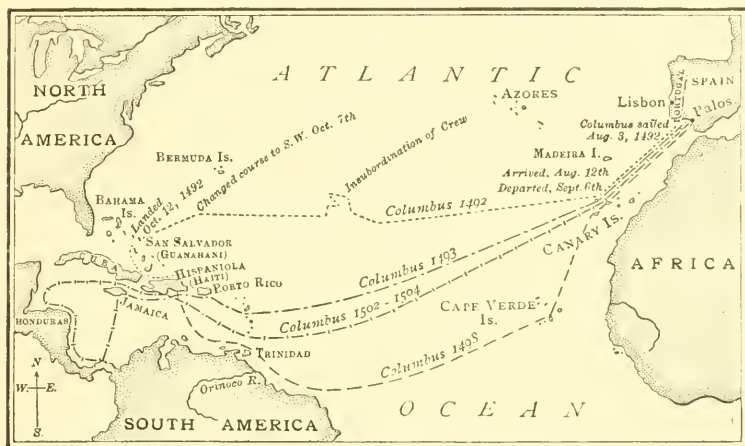 ATLANTIC
NORTH
AMERICA
AZORES
PORTUGAL
SPAIN
Lisbon
Palos
Columbus sailed
Aug. 3, 1492
MADEIRA I.
Arrived, Aug. 12th
Departed, Sept. 6th
BERMUDA IS.
Changed course to S.W. Oct. 7th
Insubordination of Crew
Columbus 1492
BAHAMA
IS.
Landed
Oct. 12, 1492
CANARY IS.
SAN SALVADOR
(GUANAHANI)
CUBA
HISPANIOLA
(HAITI)
PORTO RICO
JAMAICA
HONDURAS
Columbus 1493
Columbus 1502-1504
CAPE VERDE
IS.
Columbus 1498
AFRICA
TRINIDAD
Orinoco R.
N
W. E.
S.
SOUTH AMERICA
OCEAN